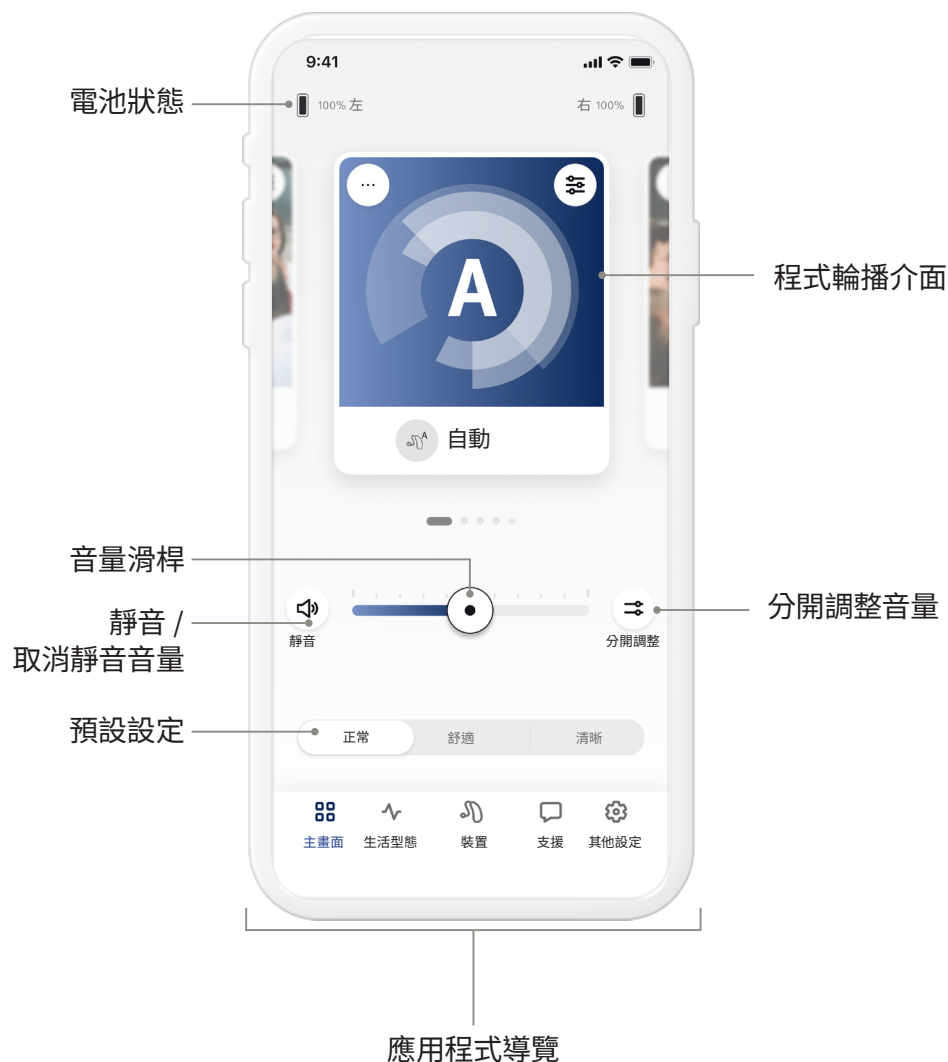 9:41
電池狀態
100% 左
右 100%
...
A
程式輪播介面
A
自動
音量滑桿
靜音 /
取消靜音音量
靜音
分開調整
分開調整音量
預設設定
正常
舒適
清晰
主畫面
生活型態
裝置
支援
其他設定
應用程式導覽